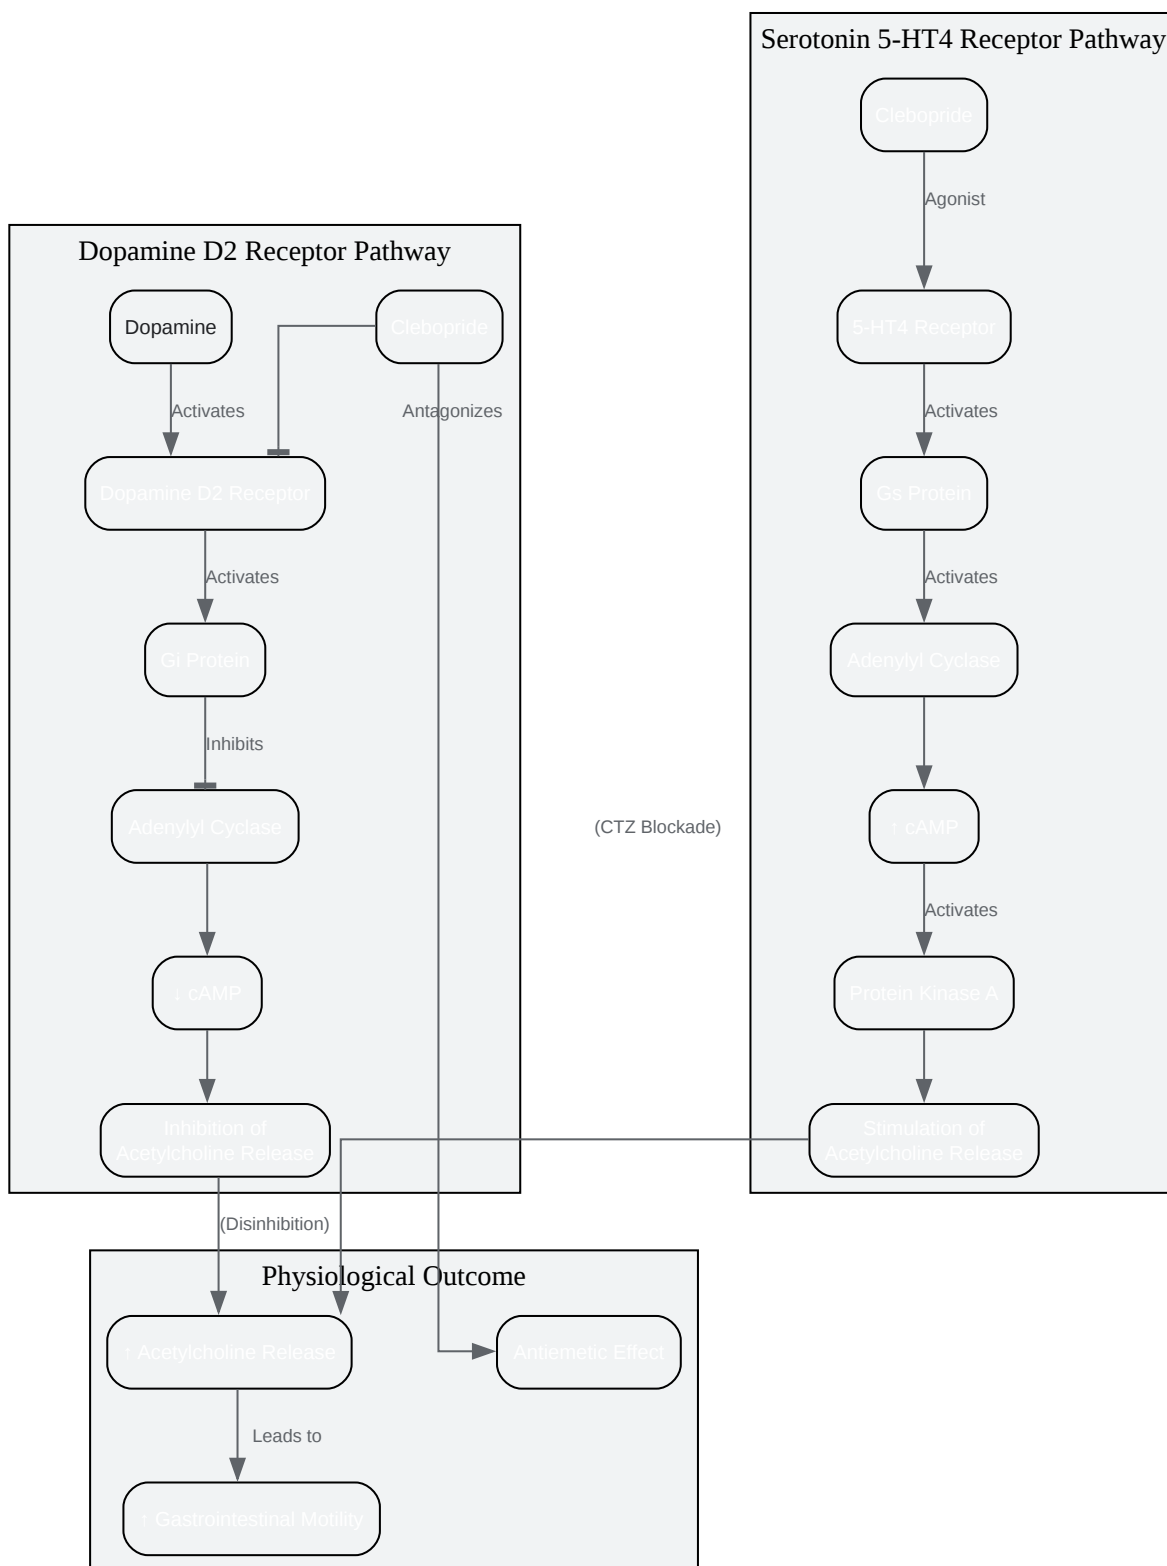 Serotonin 5-HT4 Receptor Pathway
Clebopride
Agonist
5-HT4 Receptor
Activates
Gs Protein
Activates
Adenylyl Cyclase
↑ cAMP
Activates
Protein Kinase A
Stimulation of
Acetylcholine Release
Dopamine D2 Receptor Pathway
Dopamine
Clebopride
Activates
Antagonizes
Dopamine D2 Receptor
Activates
Gi Protein
Inhibits
Adenylyl Cyclase
(CTZ Blockade)
↓ cAMP
Inhibition of
Acetylcholine Release
(Disinhibition)
Physiological Outcome
↑ Acetylcholine Release
Antiemetic Effect
Leads to
↑ Gastrointestinal Motility